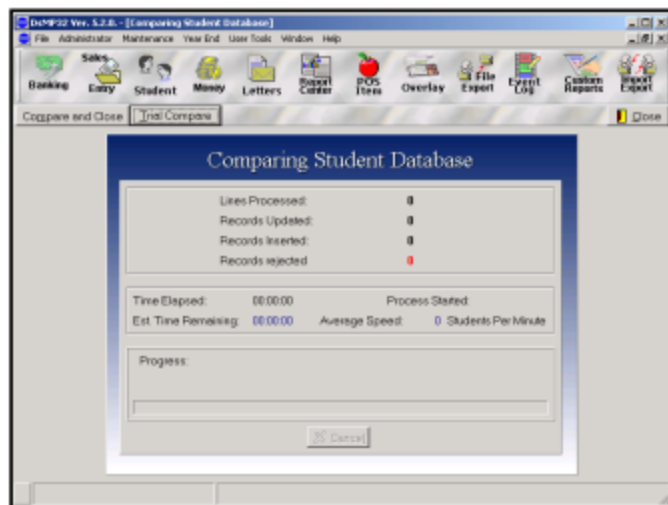 DsMP32 Ver. 5.2.0. - [Comparing Student Database]
File Administrator Maintenance Year End User Tools Window Help
Banking Sales Entry Student Money Letters Report Center POS Item Overlay File Export Event Log Custom Reports Import Export
Compare and Close Trial Compare Close
Comparing Student Database
Lines Processed: 0
Records Updated: 0
Records Inserted: 0
Records rejected 0
Time Elapsed: 00:00:00 Process Started:
Est. Time Remaining: 00:00:00 Average Speed: 0 Students Per Minute
Progress:
Cancel